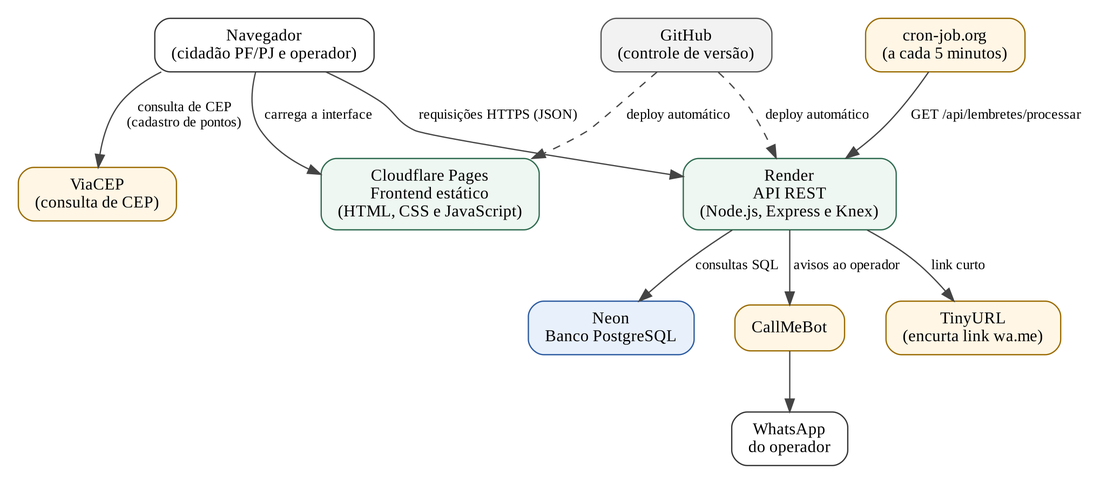 Navegador
(cidadão PF/PJ e operador)
GitHub
(controle de versão)
cron-job.org
(a cada 5 minutos)
consulta de CEP
(cadastro de pontos)
carrega a interface
requisições HTTPS (JSON)
deploy automático
deploy automático
GET /api/lembretes/processar
ViaCEP
(consulta de CEP)
Cloudflare Pages
Frontend estático
(HTML, CSS e JavaScript)
Render
API REST
(Node.js, Express e Knex)
consultas SQL
avisos ao operador
link curto
Neon
Banco PostgreSQL
CallMeBot
TinyURL
(encurta link wa.me)
WhatsApp
do operador